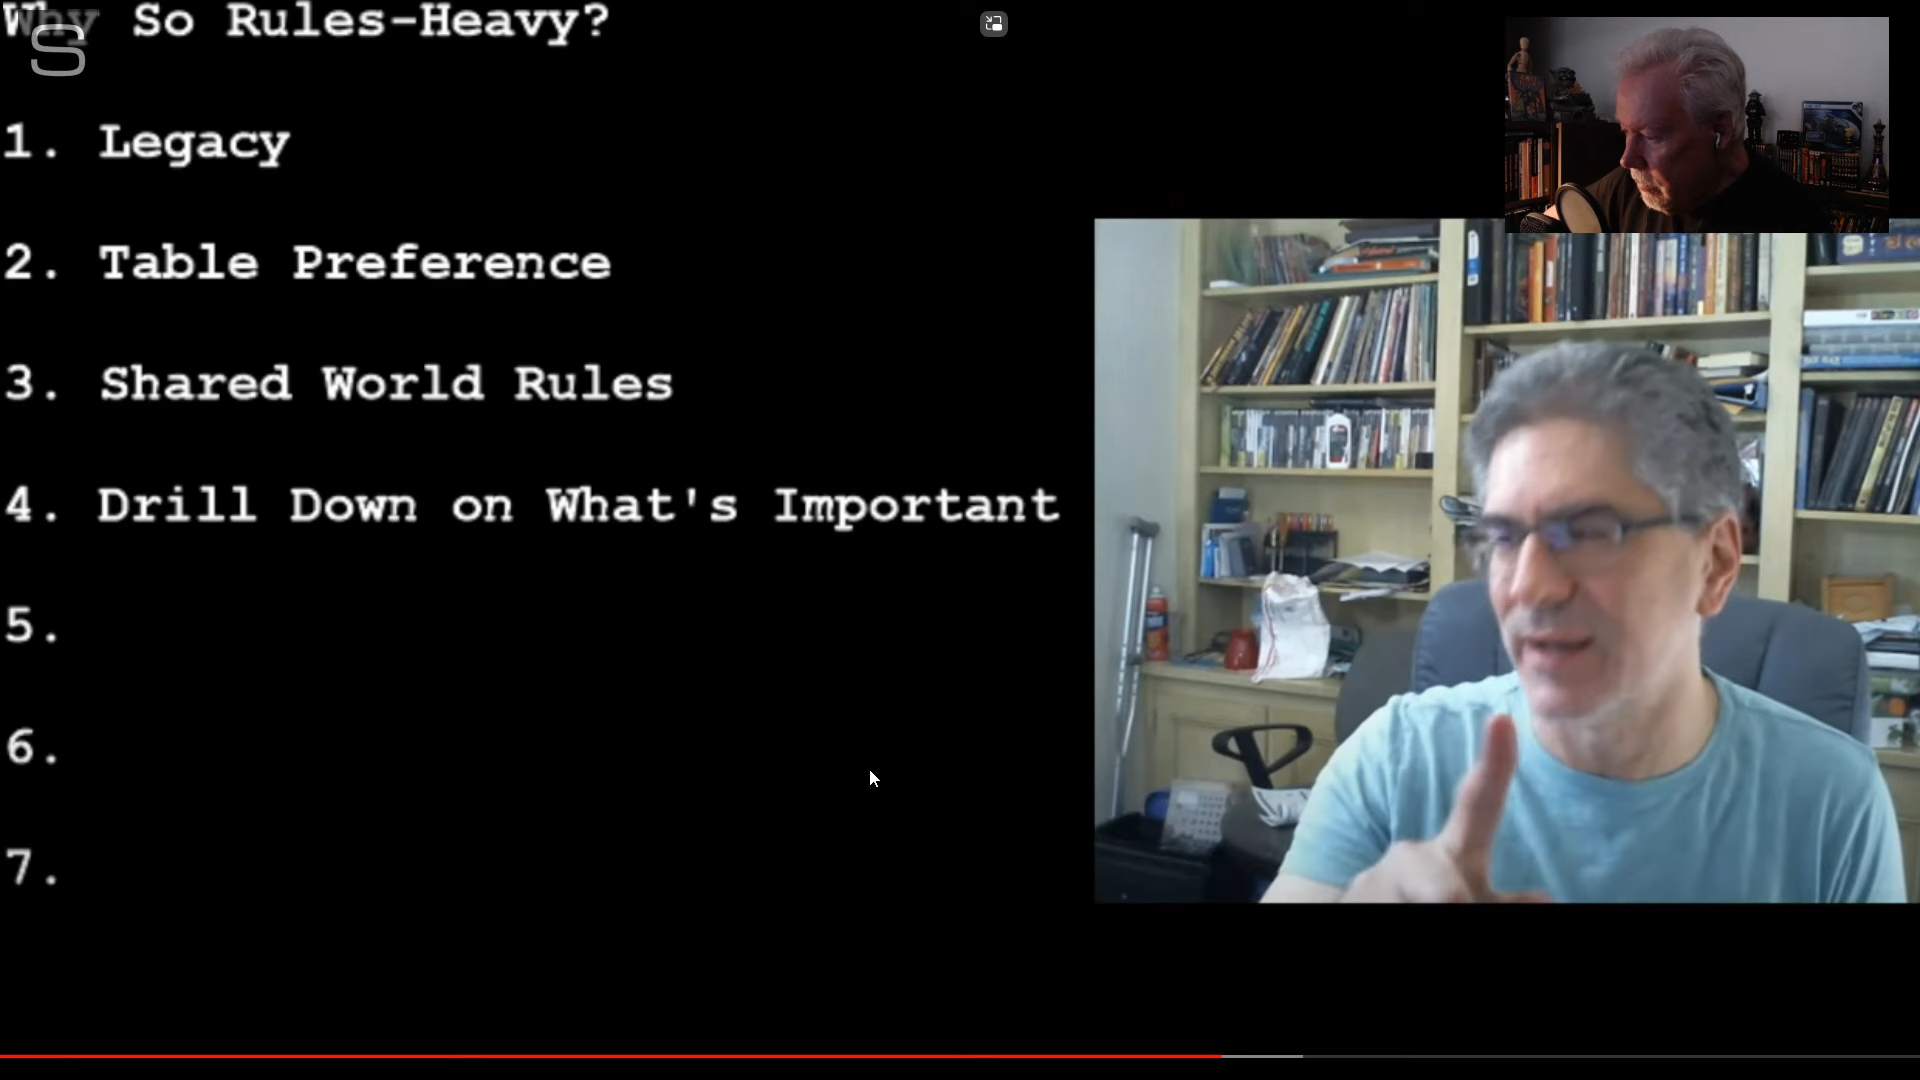 Why So Rules-Heavy?
1. Legacy
2. Table Preference
3. Shared World Rules
4. Drill Down on What's Important
5.
6.
7.